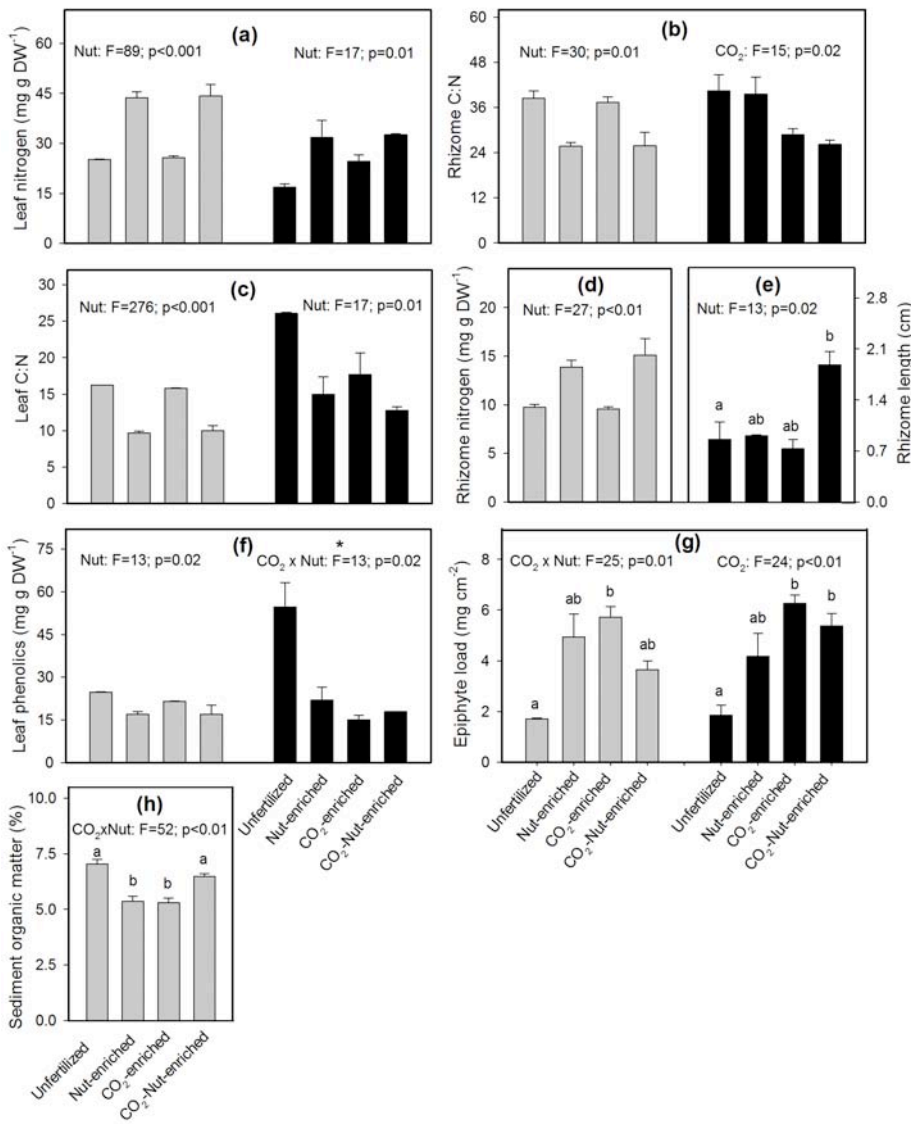 (a)
Nut: F=89; p<0.001
Nut: F=17; p=0.01
Leaf nitrogen (mg g DW-1)
60
45
30
15
0
(b)
Nut: F=30; p=0.01
CO2: F=15; p=0.02
Rhizome C:N
60
48
36
24
12
0
(c)
Nut: F=276; p<0.001
Nut: F=17; p=0.01
Leaf C:N
30
25
20
15
10
5
0
(d)
Nut: F=27; p<0.01
Rhizome nitrogen (mg g DW-1)
20
15
10
5
0
(e)
Nut: F=13; p=0.02
a
ab
ab
b
2.8
2.1
1.4
0.7
0.0
Rhizome length (cm)
(f)
*
Nut: F=13; p=0.02
CO2 x Nut: F=13; p=0.02
Leaf phenolics (mg g DW-1)
75
60
45
30
15
0
Unfertilized
Nut-enriched
CO2-enriched
CO2-Nut-enriched
(g)
CO2 x Nut: F=25; p=0.01
CO2: F=24; p<0.01
Epiphyte load (mg cm-2)
8
6
4
2
0
a
ab
b
ab
a
ab
b
b
Unfertilized
Nut-enriched
CO2-enriched
CO2-Nut-enriched
Unfertilized
Nut-enriched
CO2-enriched
CO2-Nut-enriched
(h)
CO2xNut: F=52; p<0.01
Sediment organic matter (%)
10.0
7.5
5.0
2.5
0.0
a
b
b
a
Unfertilized
Nut-enriched
CO2-enriched
CO2-Nut-enriched